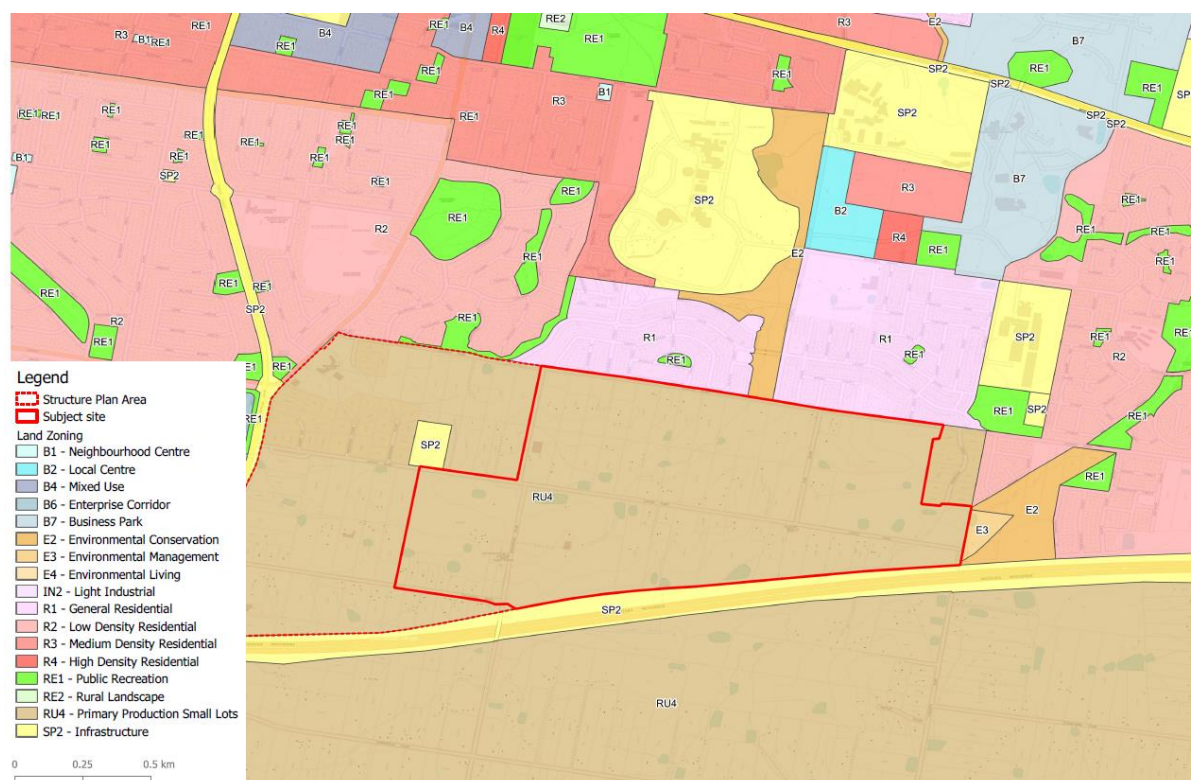 RE1
RE2
E2
R3
B4
R4
R3
RE1
B7
R3
B1
RE1
B4
RE1
RE1
SP2
RE1
RE1
RE1
RE1
SP2
SP
RE1
R3
B1
SP2
SP2
RE1
RE1
RE1
RE1
RE1
RE1
RE1
SP2
RE1
RE1
RE1
RE1
B1
RE1
B7
SP2
RE1
R3
RE1
RE1
SP2
RE1
R2
RE1
B2
R4
RE1
RE1
RE1
RE1
E2
RE1
RE1
RE1
SP2
R2
RE1
R1
R1
SP2
RE1
R2
RE1
RE1
RE1
RE1
RE1
RE1
SP2
RE1
E1
RE1
RE1
SP2
RU4
RE1
E2
E3
SP2
RU4
Legend
Structure Plan Area
Subject site
Land Zoning
B1 - Neighbourhood Centre
B2 - Local Centre
B4 - Mixed Use
B6 - Enterprise Corridor
B7 - Business Park
E2 - Environmental Conservation
E3 - Environmental Management
E4 - Environmental Living
IN2 - Light Industrial
R1 - General Residential
R2 - Low Density Residential
R3 - Medium Density Residential
R4 - High Density Residential
RE1 - Public Recreation
RE2 - Rural Landscape
RU4 - Primary Production Small Lots
SP2 - Infrastructure
0 0.25 0.5 km